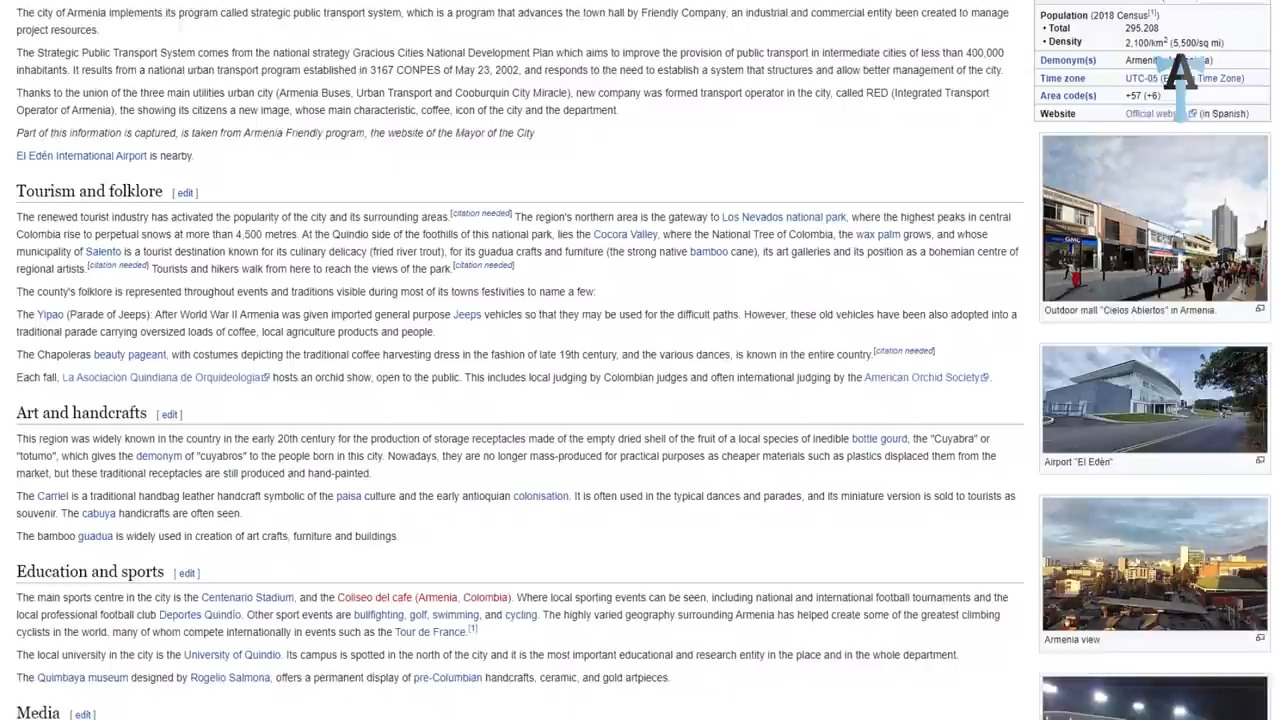 The city of Armenia implements its program called strategic public transport system, which is a program that advances the town hall by Friendly Company, an industrial and commercial entity been created to manage
project resources.
The Strategic Public Transport System comes from the national strategy Gracious Cities National Development Plan which aims to improve the provision of public transport in intermediate cities of less than 400,000
inhabitants. It results from a national urban transport program established in 3167 CONPES of May 23, 2002, and responds to the need to establish a system that structures and allow better management of the city.
Thanks to the union of the three main utilities urban city (Armenia Buses, Urban Transport and Cooburquin City Miracle), new company was formed transport operator in the city, called RED (Integrated Transport
Operator of Armenia), the showing its citizens a new image, whose main characteristic, coffee, icon of the city and the department.
Part of this information is captured, is taken from Armenia Friendly program, the website of the Mayor of the City
El Edén International Airport is nearby.
Tourism and folklore [ edit ]
The renewed tourist industry has activated the popularity of the city and its surrounding areas.[citation needed] The region's northern area is the gateway to Los Nevados national park, where the highest peaks in central
Colombia rise to perpetual snows at more than 4,500 metres. At the Quindio side of the foothills of this national park, lies the Cocora Valley, where the National Tree of Colombia, the wax palm grows, and whose
municipality of Salento is a tourist destination known for its culinary delicacy (fried river trout), for its guadua crafts and furniture (the strong native bamboo cane), its art galleries and its position as a bohemian centre of
regional artists.[citation needed] Tourists and hikers walk from here to reach the views of the park.[citation needed]
The county's folklore is represented throughout events and traditions visible during most of its towns festivities to name a few:
The Yipao (Parade of Jeeps): After World War II Armenia was given imported general purpose Jeeps vehicles so that they may be used for the difficult paths. However, these old vehicles have been also adopted into a
traditional parade carrying oversized loads of coffee, local agriculture products and people.
The Chapoleras beauty pageant, with costumes depicting the traditional coffee harvesting dress in the fashion of late 19th century, and the various dances, is known in the entire country.[citation needed]
Each fall, La Asociacion Quindiana de Orquideologia hosts an orchid show, open to the public. This includes local judging by Colombian judges and often international judging by the American Orchid Society.
Art and handcrafts [ edit ]
This region was widely known in the country in the early 20th century for the production of storage receptacles made of the empty dried shell of the fruit of a local species of inedible bottle gourd, the "Cuyabra" or
"totumo", which gives the demonym of "cuyabros" to the people born in this city. Nowadays, they are no longer mass-produced for practical purposes as cheaper materials such as plastics displaced them from the
market, but these traditional receptacles are still produced and hand-painted.
The Carriel is a traditional handbag leather handcraft symbolic of the paisa culture and the early antioquian colonisation. It is often used in the typical dances and parades, and its miniature version is sold to tourists as
souvenir. The cabuya handicrafts are often seen.
The bamboo guadua is widely used in creation of art crafts, furniture and buildings.
Education and sports [ edit ]
The main sports centre in the city is the Centenario Stadium, and the Coliseo del cafe (Armenia, Colombia). Where local sporting events can be seen, including national and international football tournaments and the
local professional football club Deportes Quindío. Other sport events are bullfighting, golf, swimming, and cycling. The highly varied geography surrounding Armenia has helped create some of the greatest climbing
cyclists in the world, many of whom compete internationally in events such as the Tour de France.[1]
The local university in the city is the University of Quindio. Its campus is spotted in the north of the city and it is the most important educational and research entity in the place and in the whole department.
The Quimbaya museum designed by Rogelio Salmona, offers a permanent display of pre-Columbian handcrafts, ceramic, and gold artpieces.
Media [ edit ]
Population (2018 Census[1])
• Total 295.208
• Density 2,100/km² (5,500/sq mi)
Demonym(s)
Time zone UTC-05 Time Zone)
Area code(s) +57 (+6)
Website Official (in Spanish)
A
GMC
Outdoor mall "Cielos Abiertos" in Armenia.
Airport "El Edén"
Armenia view